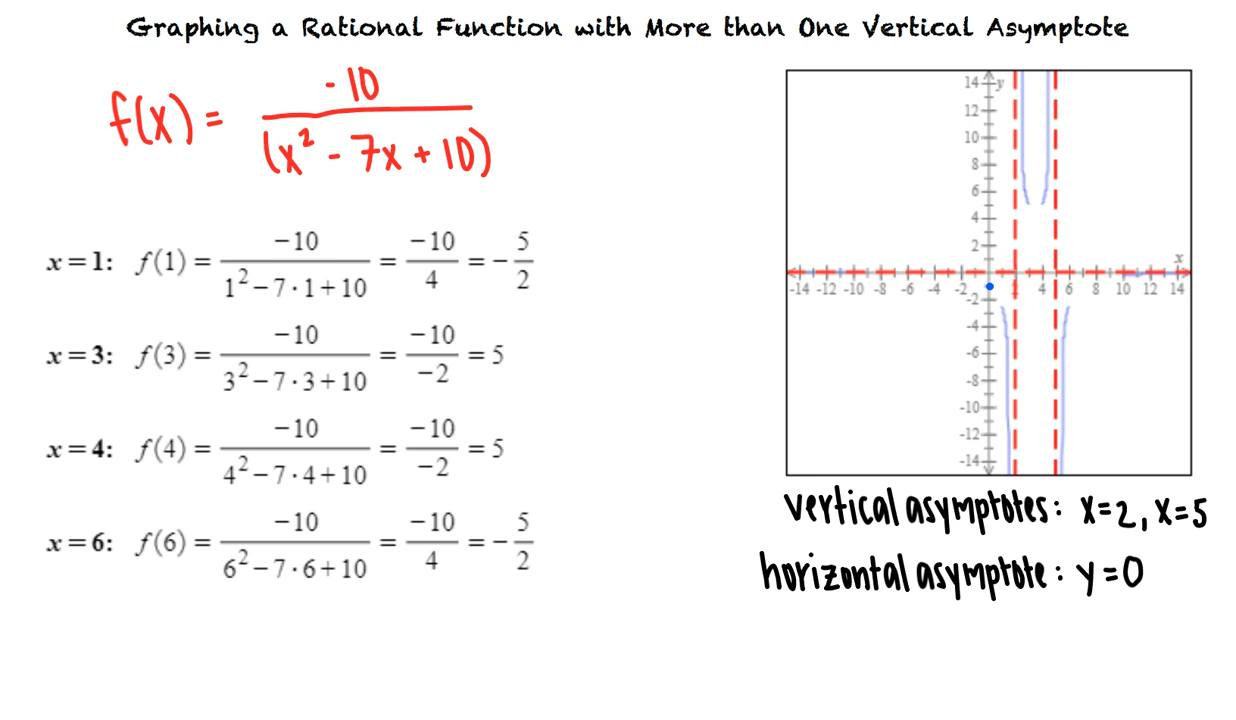 Graphing a Rational Function with More than One Vertical Asymptote
f(x) = -10 / (x² - 7x + 10)
x=1: f(1) = −10 / 1²−7·1+10 = −10 / 4 = − 5 / 2
x=3: f(3) = −10 / 3²−7·3+10 = −10 / −2 = 5
x=4: f(4) = −10 / 4²−7·4+10 = −10 / −2 = 5
x=6: f(6) = −10 / 6²−7·6+10 = −10 / 4 = − 5 / 2
y
14
12
10
8
6
4
2
x
-14 -12 -10 -8 -6 -4 -2 2 4 6 8 10 12 14
-2
-4
-6
-8
-10
-12
-14
vertical asymptotes: x=2, x=5
horizontal asymptote: y=0